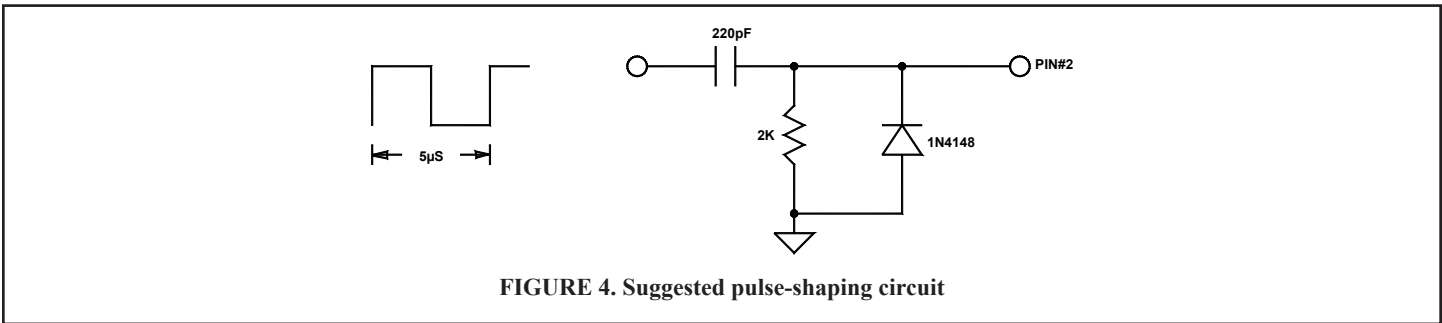 220pF
PIN#2
2K
1N4148
5µS
FIGURE 4. Suggested pulse-shaping circuit